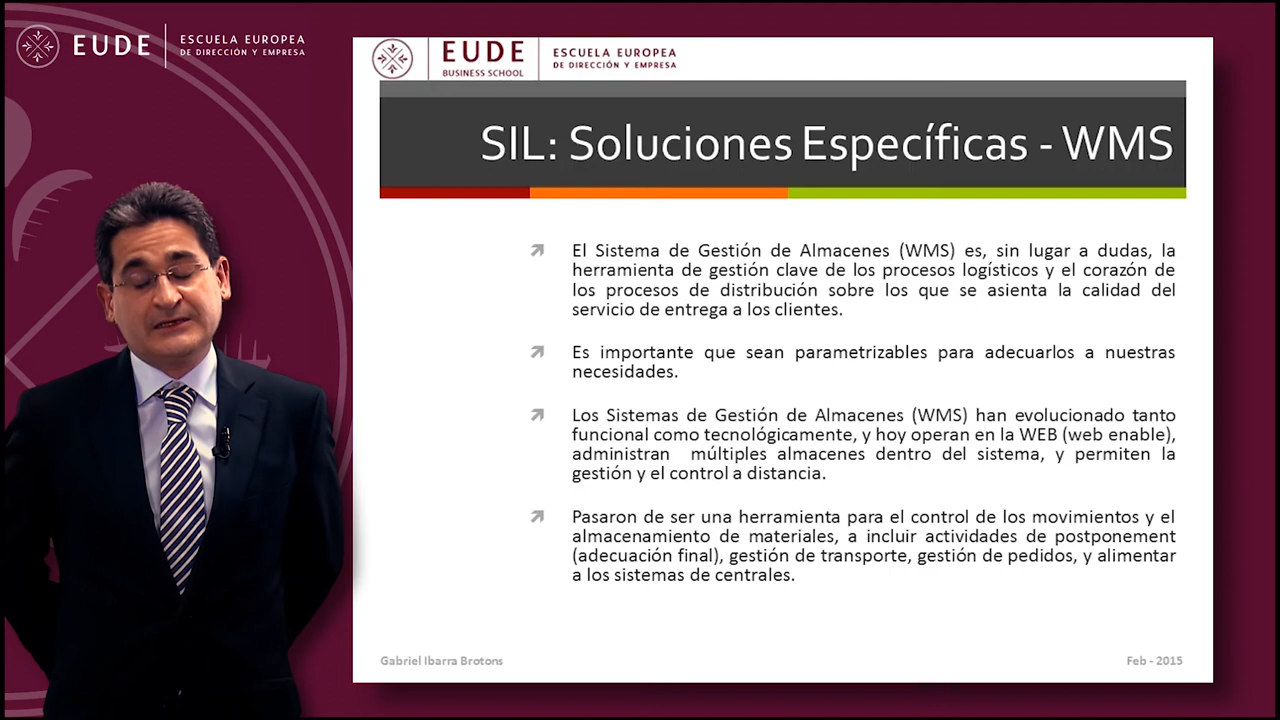 EUDE
ESCUELA EUROPEA
DE DIRECCIÓN Y EMPRESA
EUDE
BUSINESS SCHOOL
ESCUELA EUROPEA
DE DIRECCIÓN Y EMPRESA
SIL: Soluciones Específicas - WMS
El Sistema de Gestión de Almacenes (WMS) es, sin lugar a dudas, la
herramienta de gestión clave de los procesos logísticos y el corazón de
los procesos de distribución sobre los que se asienta la calidad del
servicio de entrega a los clientes.
Es importante que sean parametrizables para adecuarlos a nuestras
necesidades.
Los Sistemas de Gestión de Almacenes (WMS) han evolucionado tanto
funcional como tecnológicamente, y hoy operan en la WEB (web enable),
administran múltiples almacenes dentro del sistema, y permiten la
gestión y el control a distancia.
Pasaron de ser una herramienta para el control de los movimientos y el
almacenamiento de materiales, a incluir actividades de postponement
(adecuación final), gestión de transporte, gestión de pedidos, y alimentar
a los sistemas de centrales.
Gabriel Ibarra Brotons
Feb - 2015